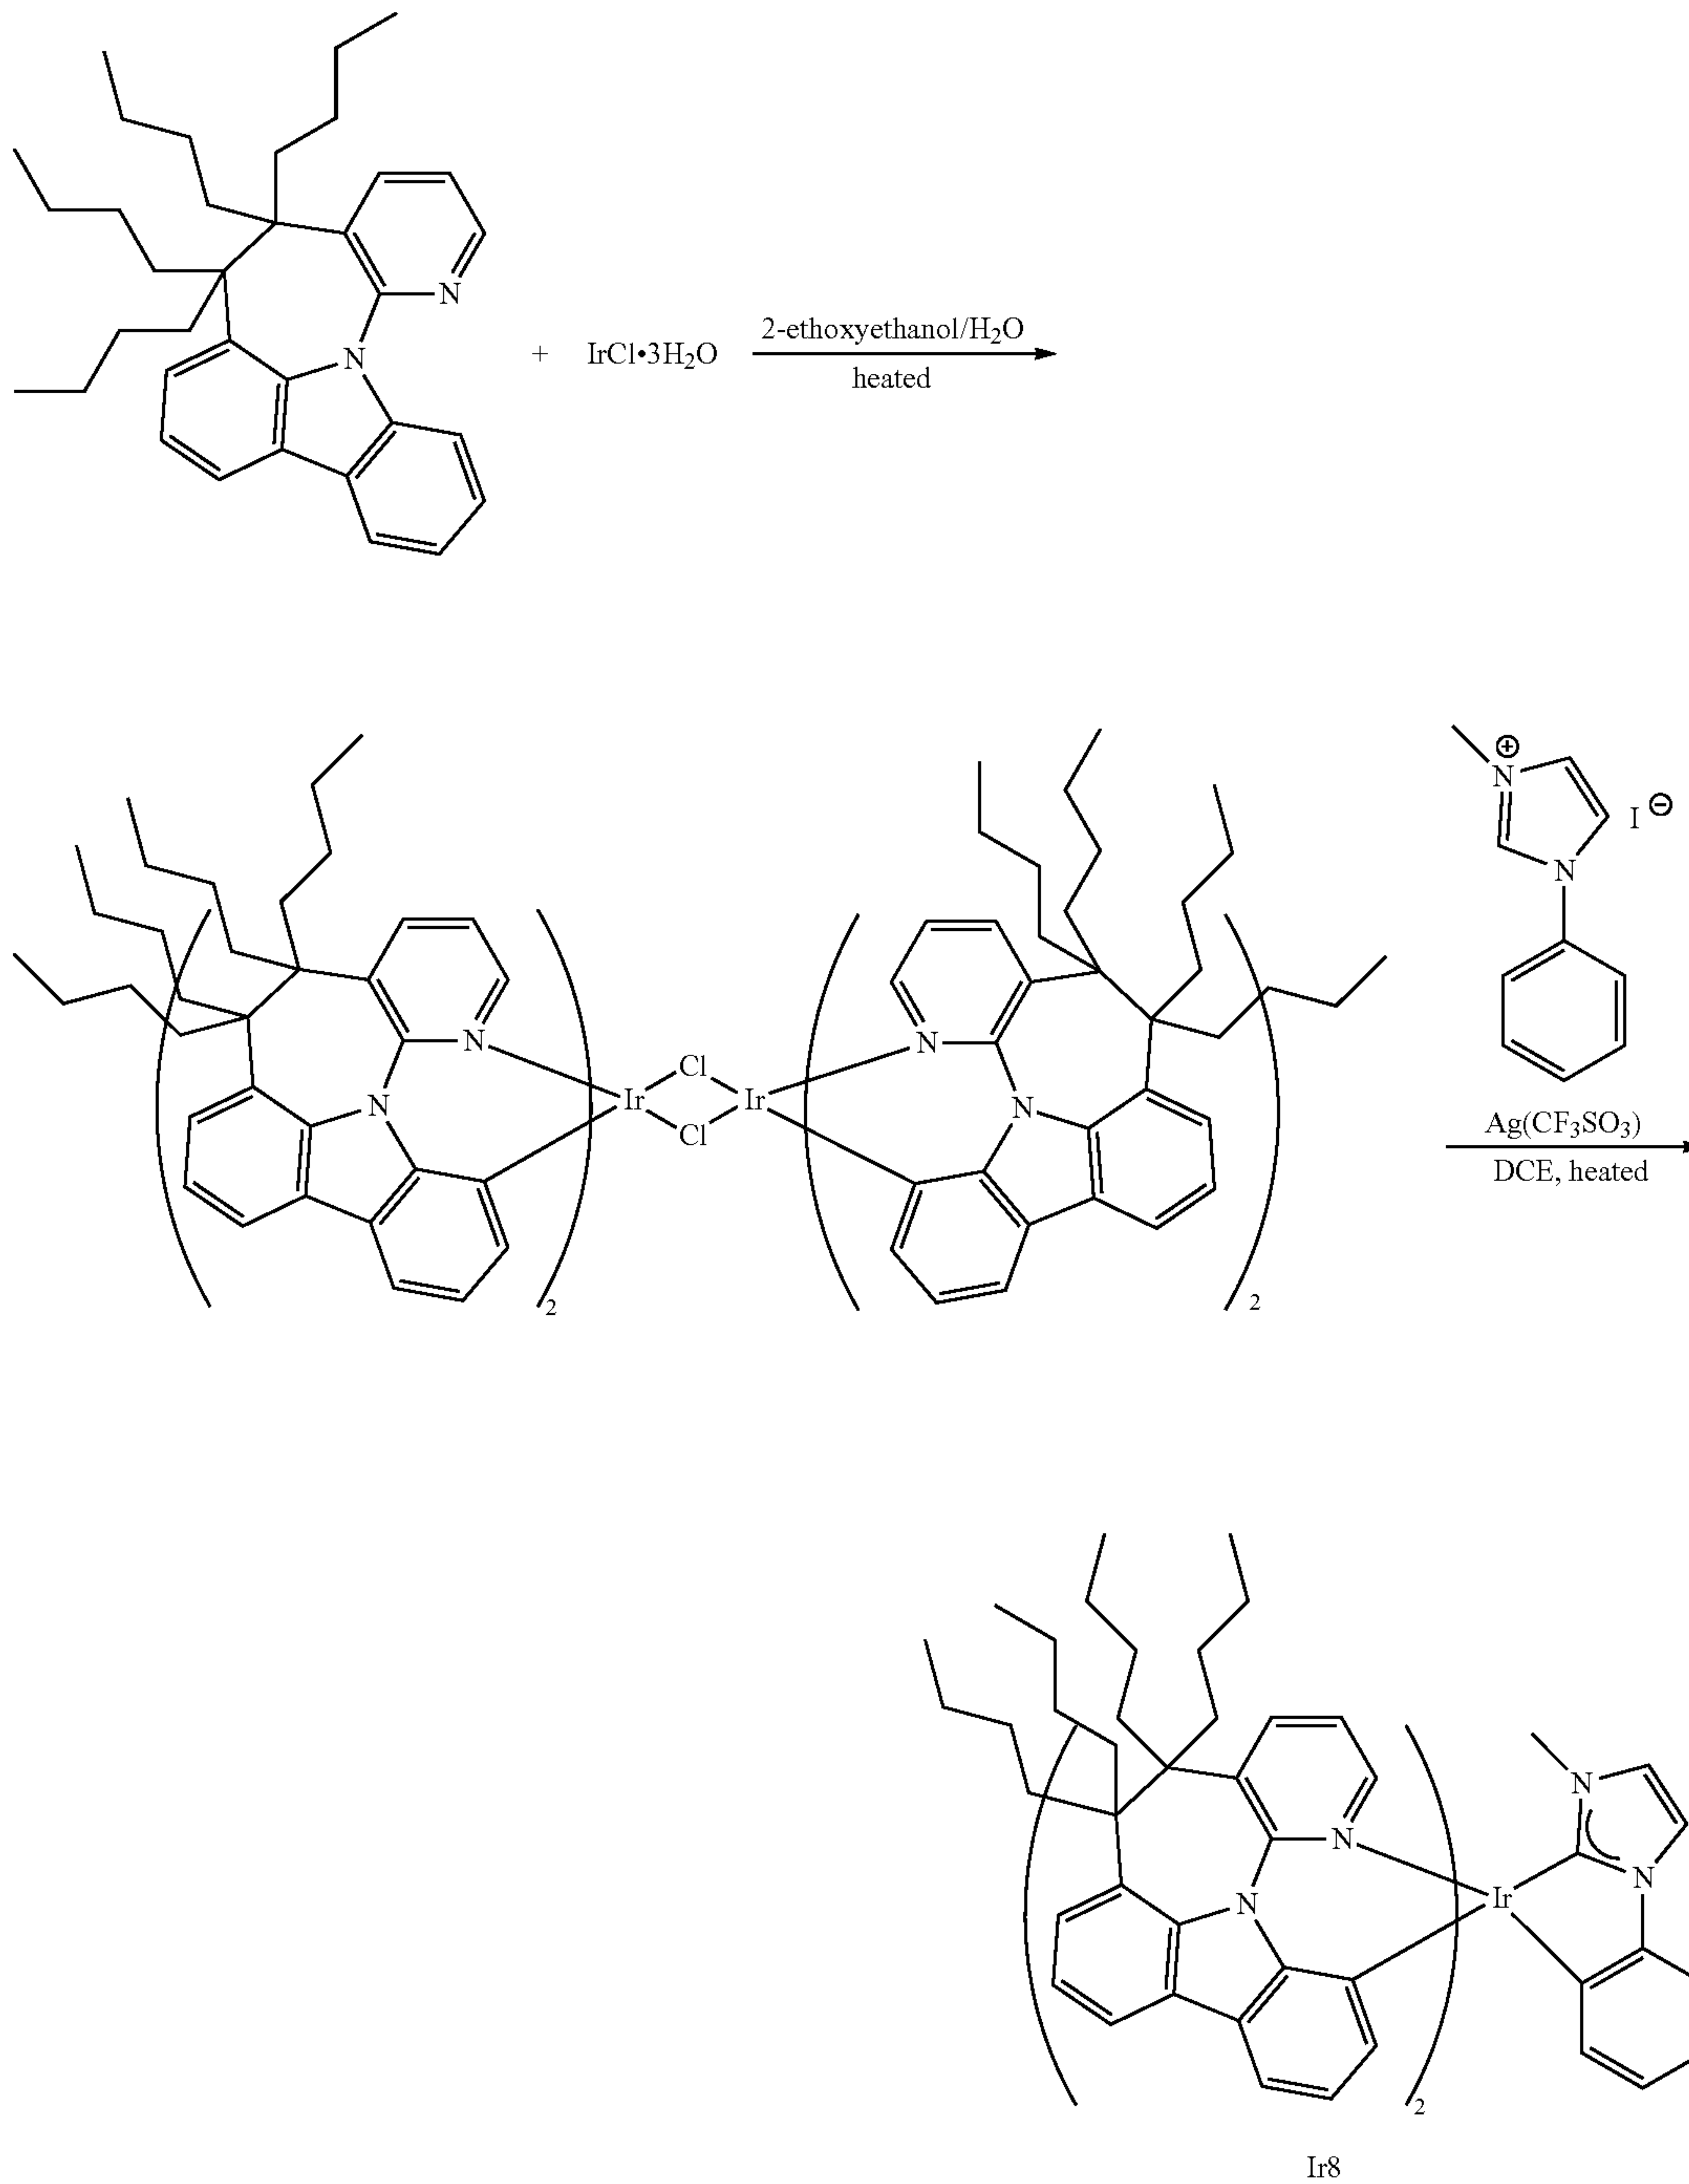 N
N
+ IrCl•3H₂O
2-ethoxyethanol/H₂O
heated
N
N
Ir
Cl
Cl
Ir
N
N
2
2
N
⊕
I
⊖
N
Ag(CF₃SO₃)
DCE, heated
N
N
2
Ir
N
N
Ir8